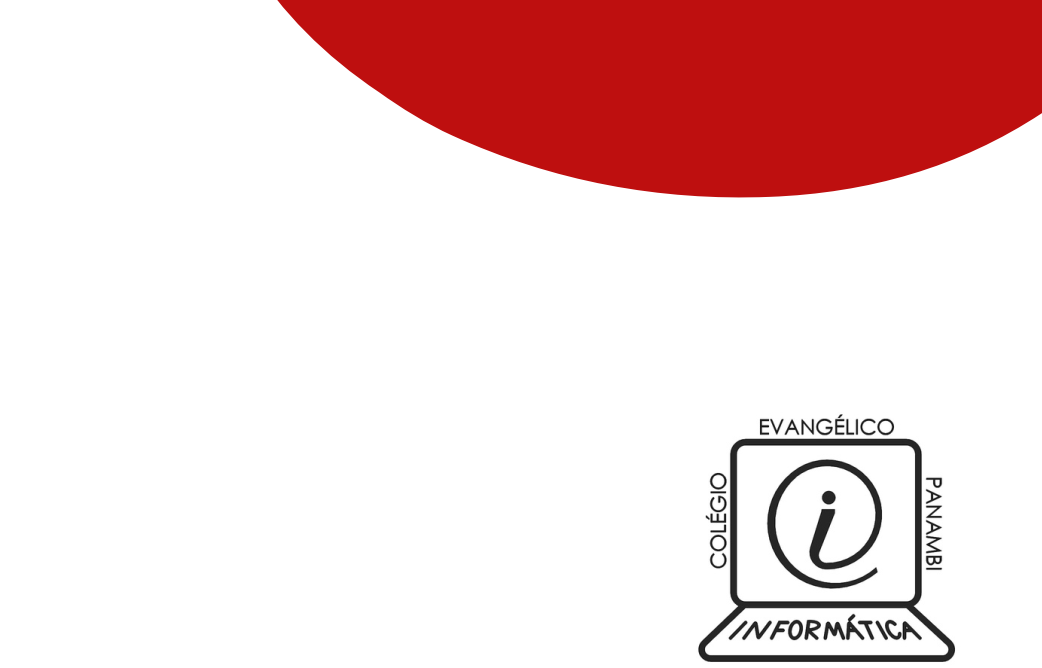 COLÉGIO
EVANGÉLICO
PANAMBI
INFORMÁTICA